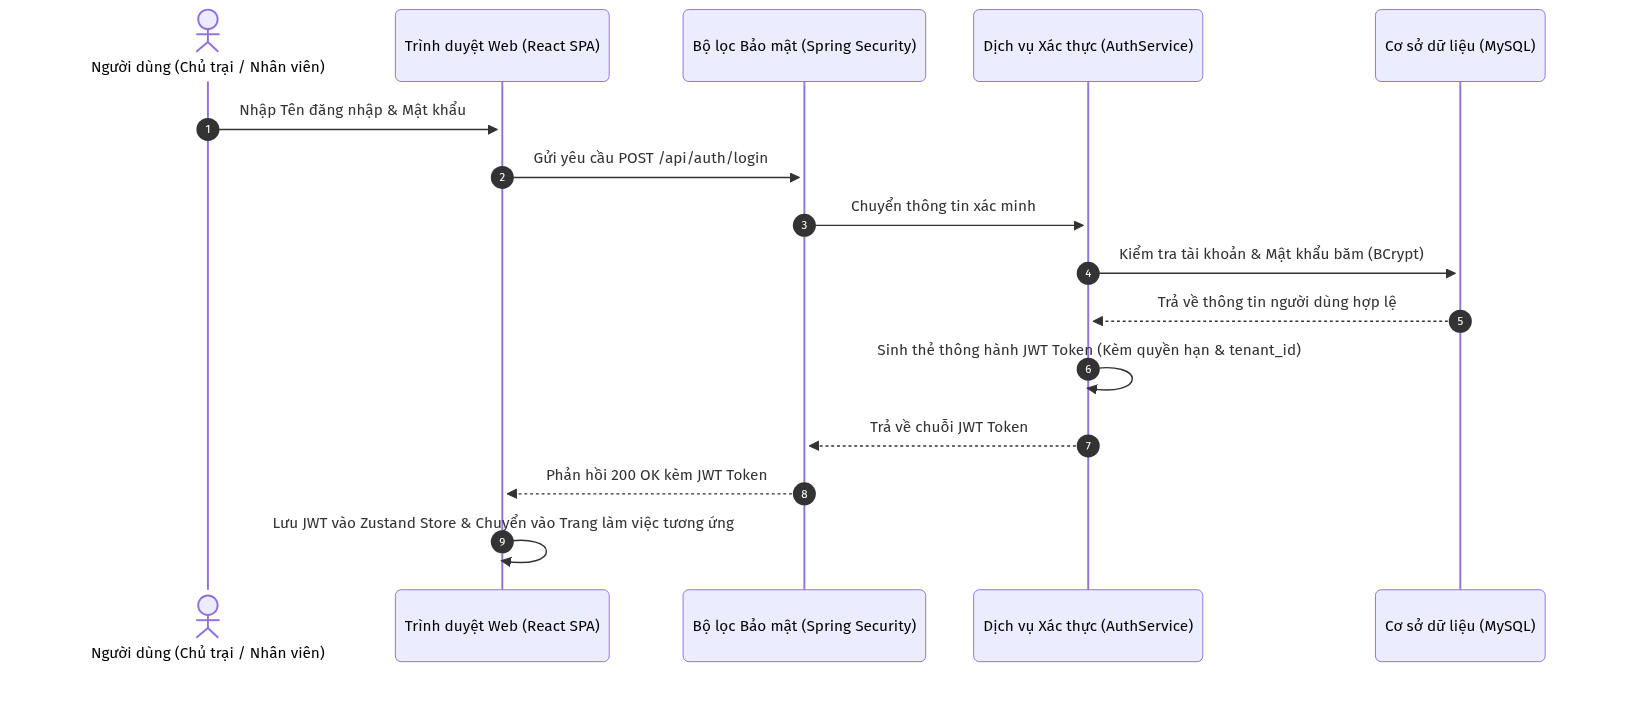 Người dùng (Chủ trại / Nhân viên)
Trình duyệt Web (React SPA)
Bộ lọc Bảo mật (Spring Security)
Dịch vụ Xác thực (AuthService)
Cơ sở dữ liệu (MySQL)
Nhập Tên đăng nhập & Mật khẩu
1
Gửi yêu cầu POST /api/auth/login
2
Chuyển thông tin xác minh
3
Kiểm tra tài khoản & Mật khẩu băm (BCrypt)
4
Trả về thông tin người dùng hợp lệ
5
Sinh thẻ thông hành JWT Token (Kèm quyền hạn & tenant_id)
6
Trả về chuỗi JWT Token
7
Phản hồi 200 OK kèm JWT Token
8
Lưu JWT vào Zustand Store & Chuyển vào Trang làm việc tương ứng
9
Người dùng (Chủ trại / Nhân viên)
Trình duyệt Web (React SPA)
Bộ lọc Bảo mật (Spring Security)
Dịch vụ Xác thực (AuthService)
Cơ sở dữ liệu (MySQL)